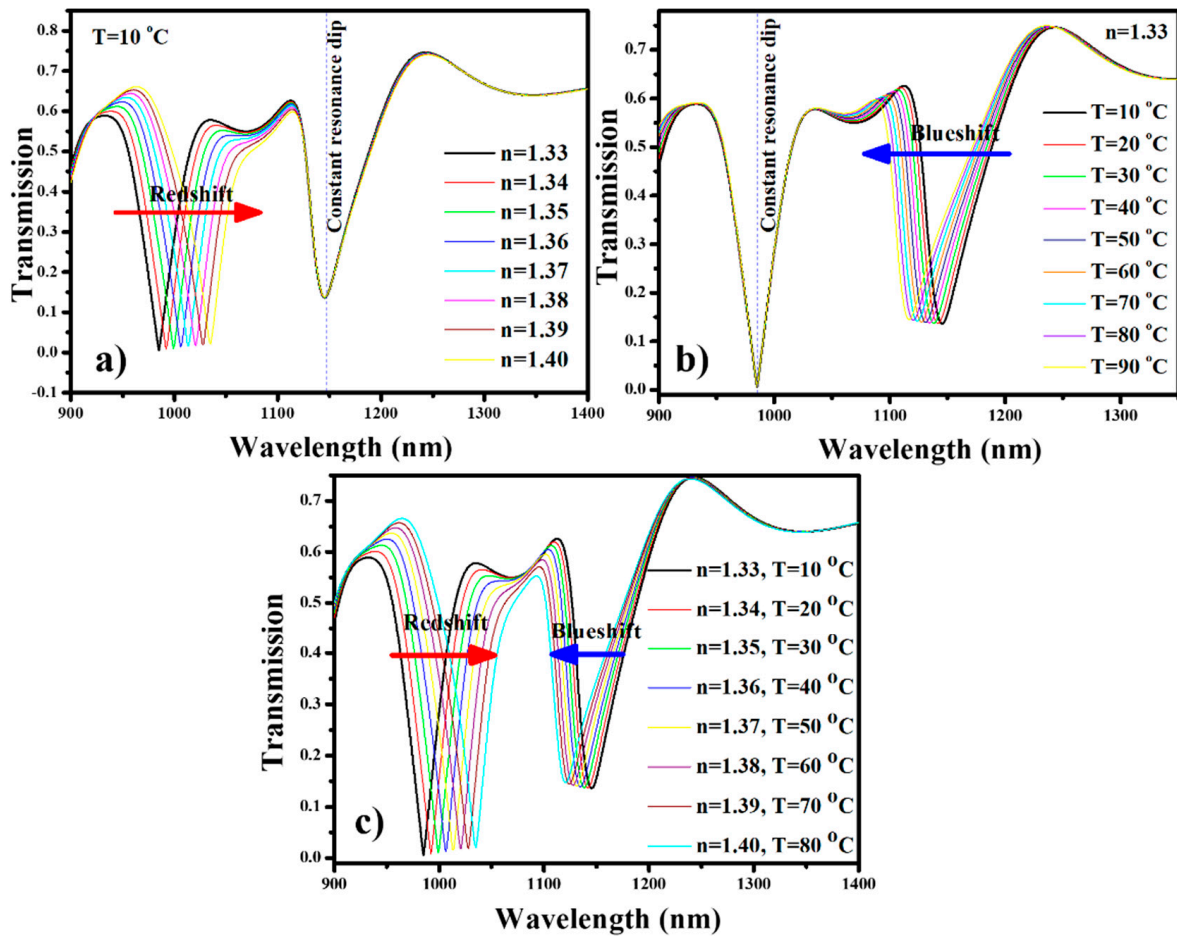 T=10 °C
Constant resonance dip
Redshift
n=1.33
n=1.34
n=1.35
n=1.36
n=1.37
n=1.38
n=1.39
n=1.40
a)
Transmission
0.8
0.7
0.6
0.5
0.4
0.3
0.2
0.1
0.0
-0.1
900
1000
1100
1200
1300
1400
Wavelength (nm)
n=1.33
Constant resonance dip
Blueshift
T=10 °C
T=20 °C
T=30 °C
T=40 °C
T=50 °C
T=60 °C
T=70 °C
T=80 °C
T=90 °C
b)
Transmission
0.7
0.6
0.5
0.4
0.3
0.2
0.1
0.0
900
1000
1100
1200
1300
Wavelength (nm)
Redshift
Blueshift
n=1.33, T=10 °C
n=1.34, T=20 °C
n=1.35, T=30 °C
n=1.36, T=40 °C
n=1.37, T=50 °C
n=1.38, T=60 °C
n=1.39, T=70 °C
n=1.40, T=80 °C
c)
Transmission
0.7
0.6
0.5
0.4
0.3
0.2
0.1
0.0
900
1000
1100
1200
1300
1400
Wavelength (nm)